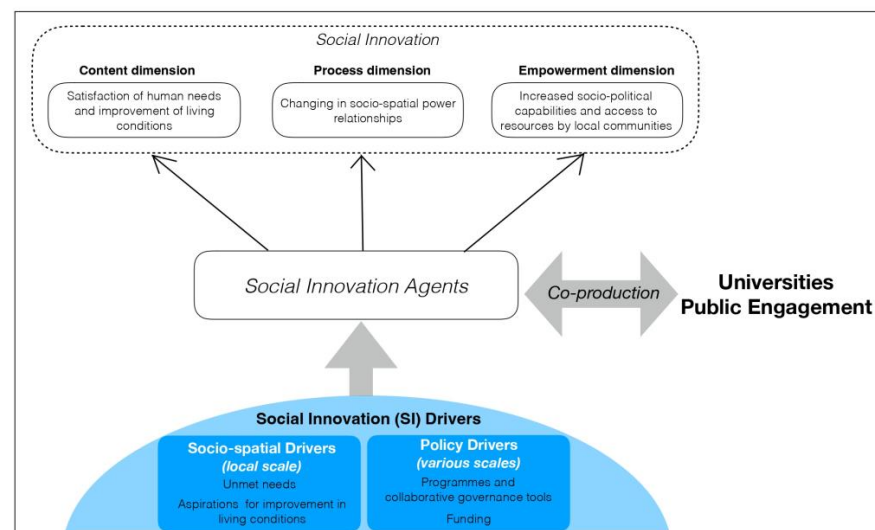 Social Innovation
Content dimension
Satisfaction of human needs
and improvement of living
conditions
Process dimension
Changing in socio-spatial power
relationships
Empowerment dimension
Increased socio-political
capabilities and access to
resources by local communities
Social Innovation Agents
Co-production
Universities
Public Engagement
Social Innovation (SI) Drivers
Socio-spatial Drivers
(local scale)
Unmet needs
Aspirations for improvement in
living conditions
Policy Drivers
(various scales)
Programmes and
collaborative governance tools
Funding